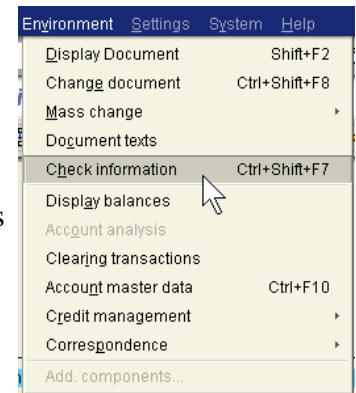 Environment Settings System Help
Display Document Shift+F2
Change document Ctrl+Shift+F8
Mass change
Document texts
Check information Ctrl+Shift+F7
Display balances
Account analysis
Clearing transactions
Account master data Ctrl+F10
Credit management
Correspondence
Add. components...